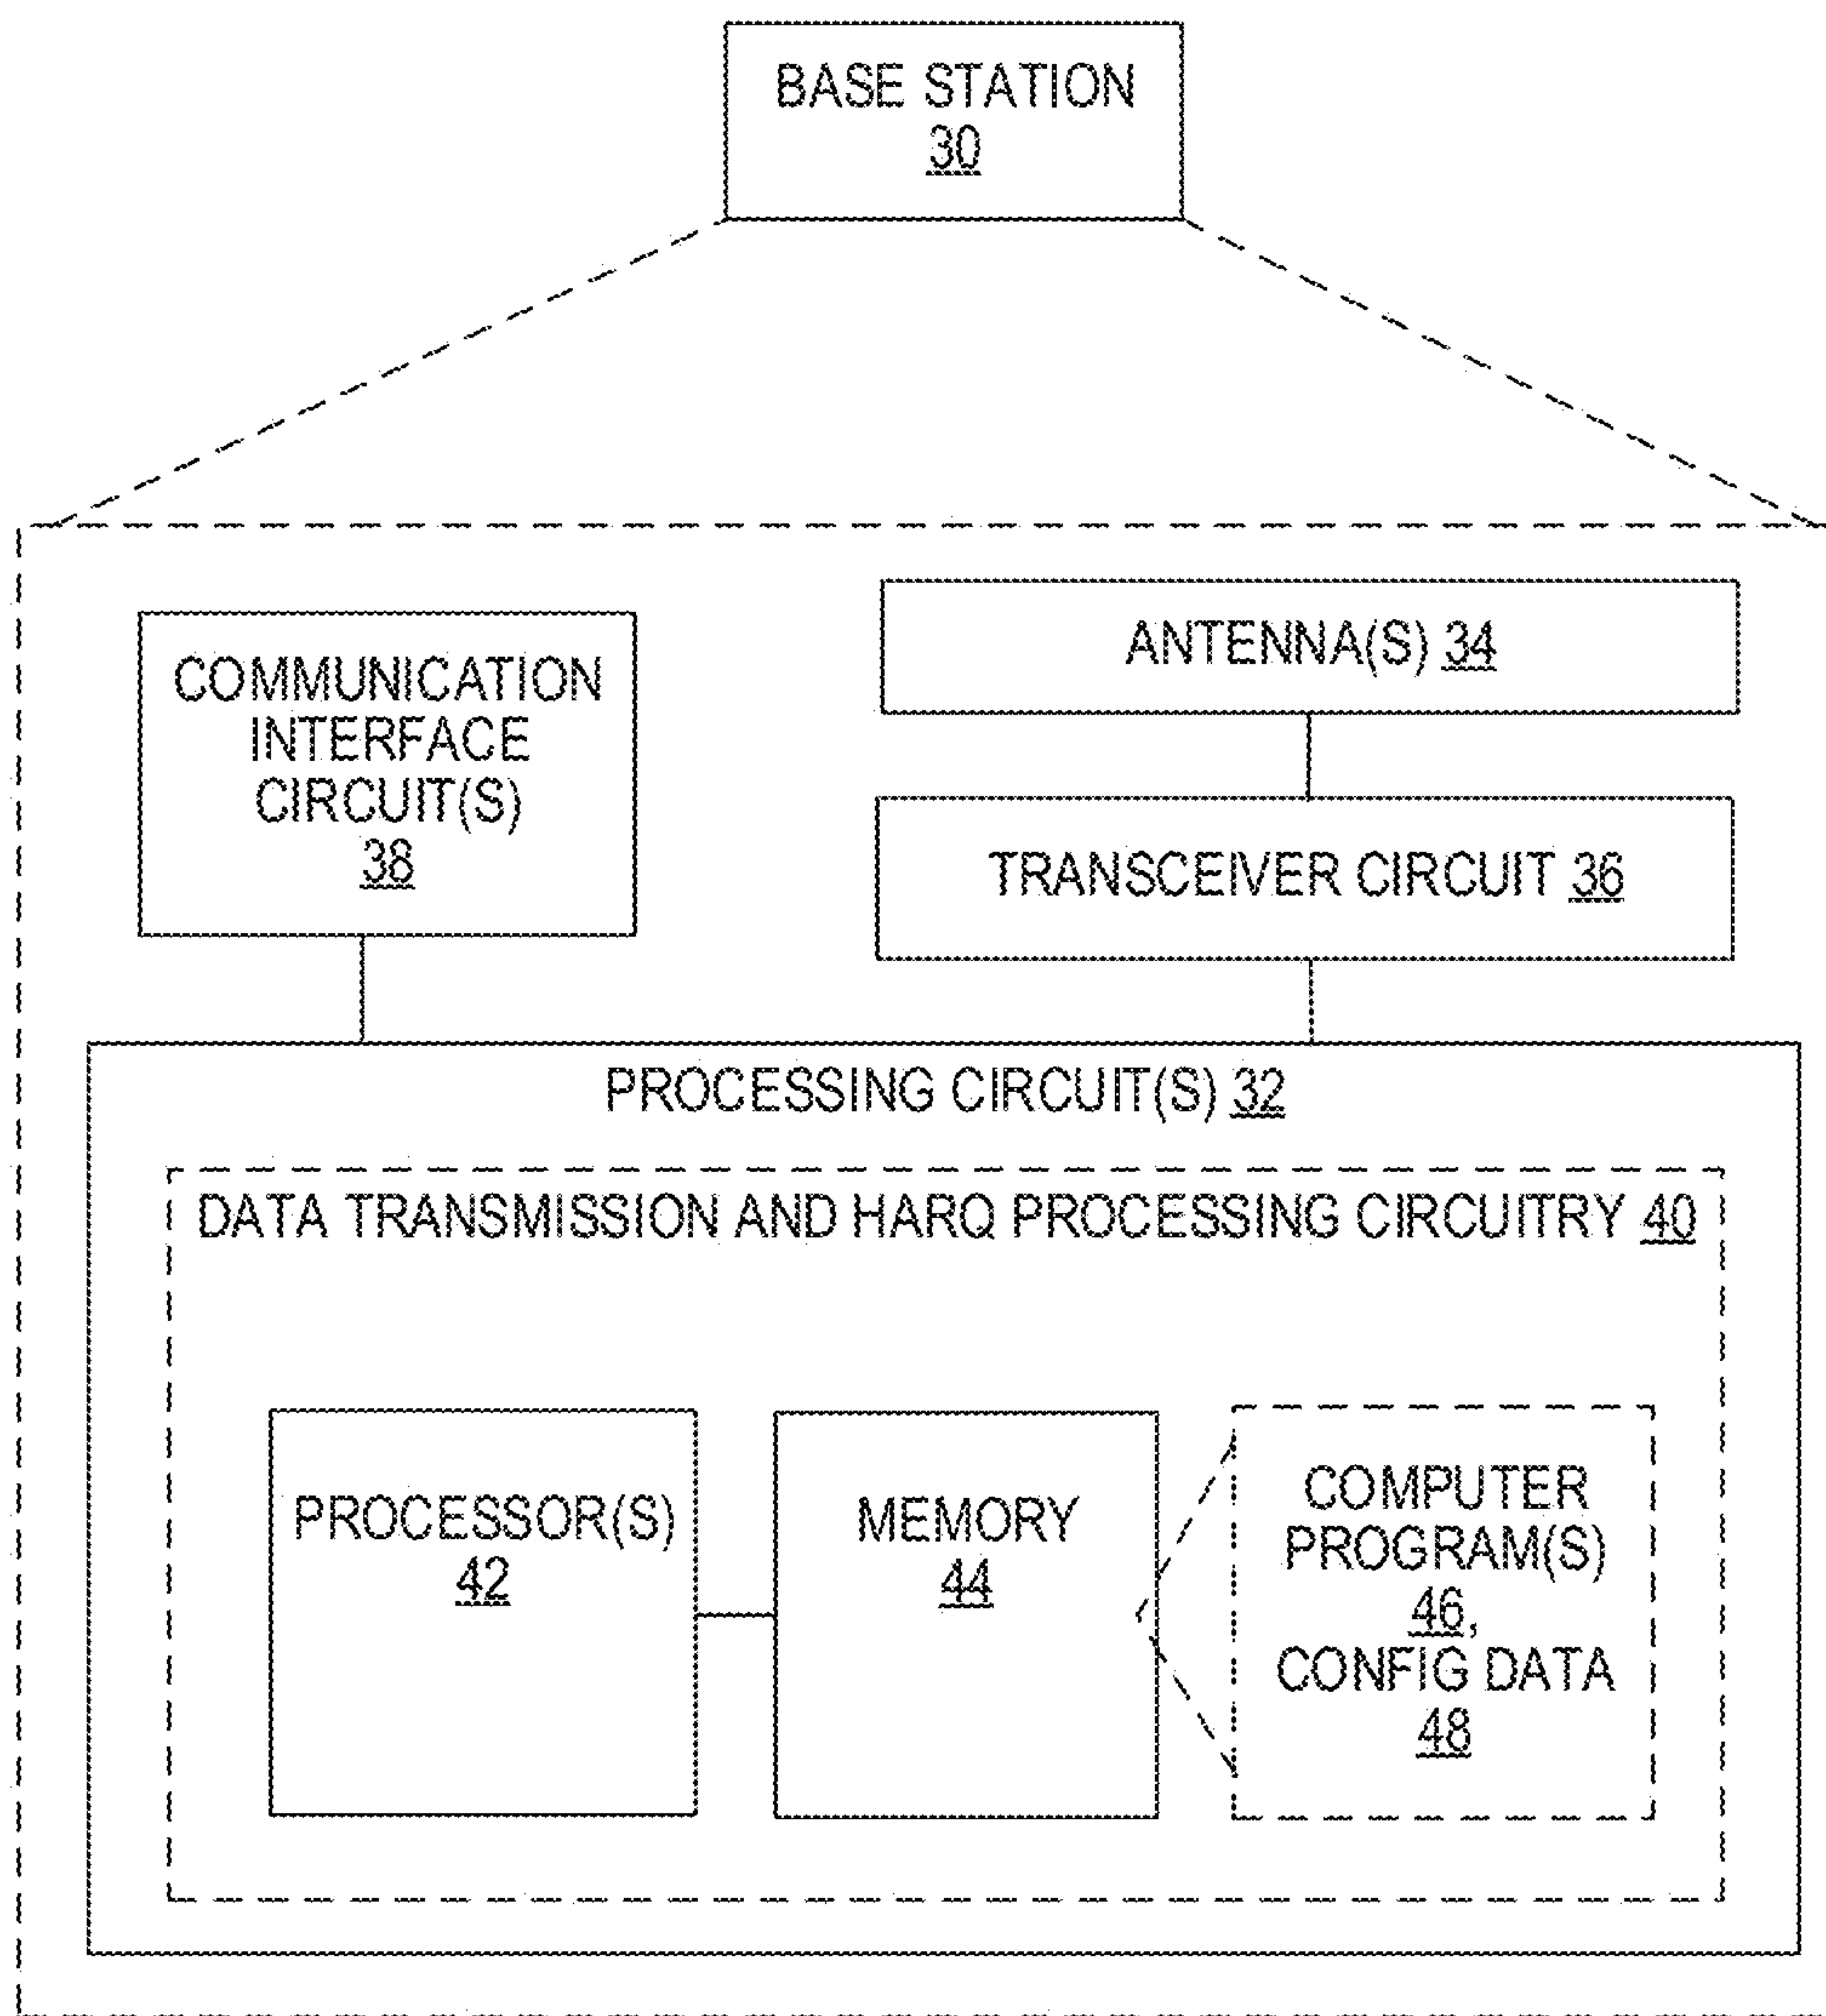 BASE STATION
30
COMMUNICATION
INTERFACE
CIRCUIT(S)
38
ANTENNA(S) 34
TRANSCEIVER CIRCUIT 36
PROCESSING CIRCUIT(S) 32
DATA TRANSMISSION AND HARQ PROCESSING CIRCUITRY 40
PROCESSOR(S)
42
MEMORY
44
COMPUTER
PROGRAM(S)
46,
CONFIG DATA
48